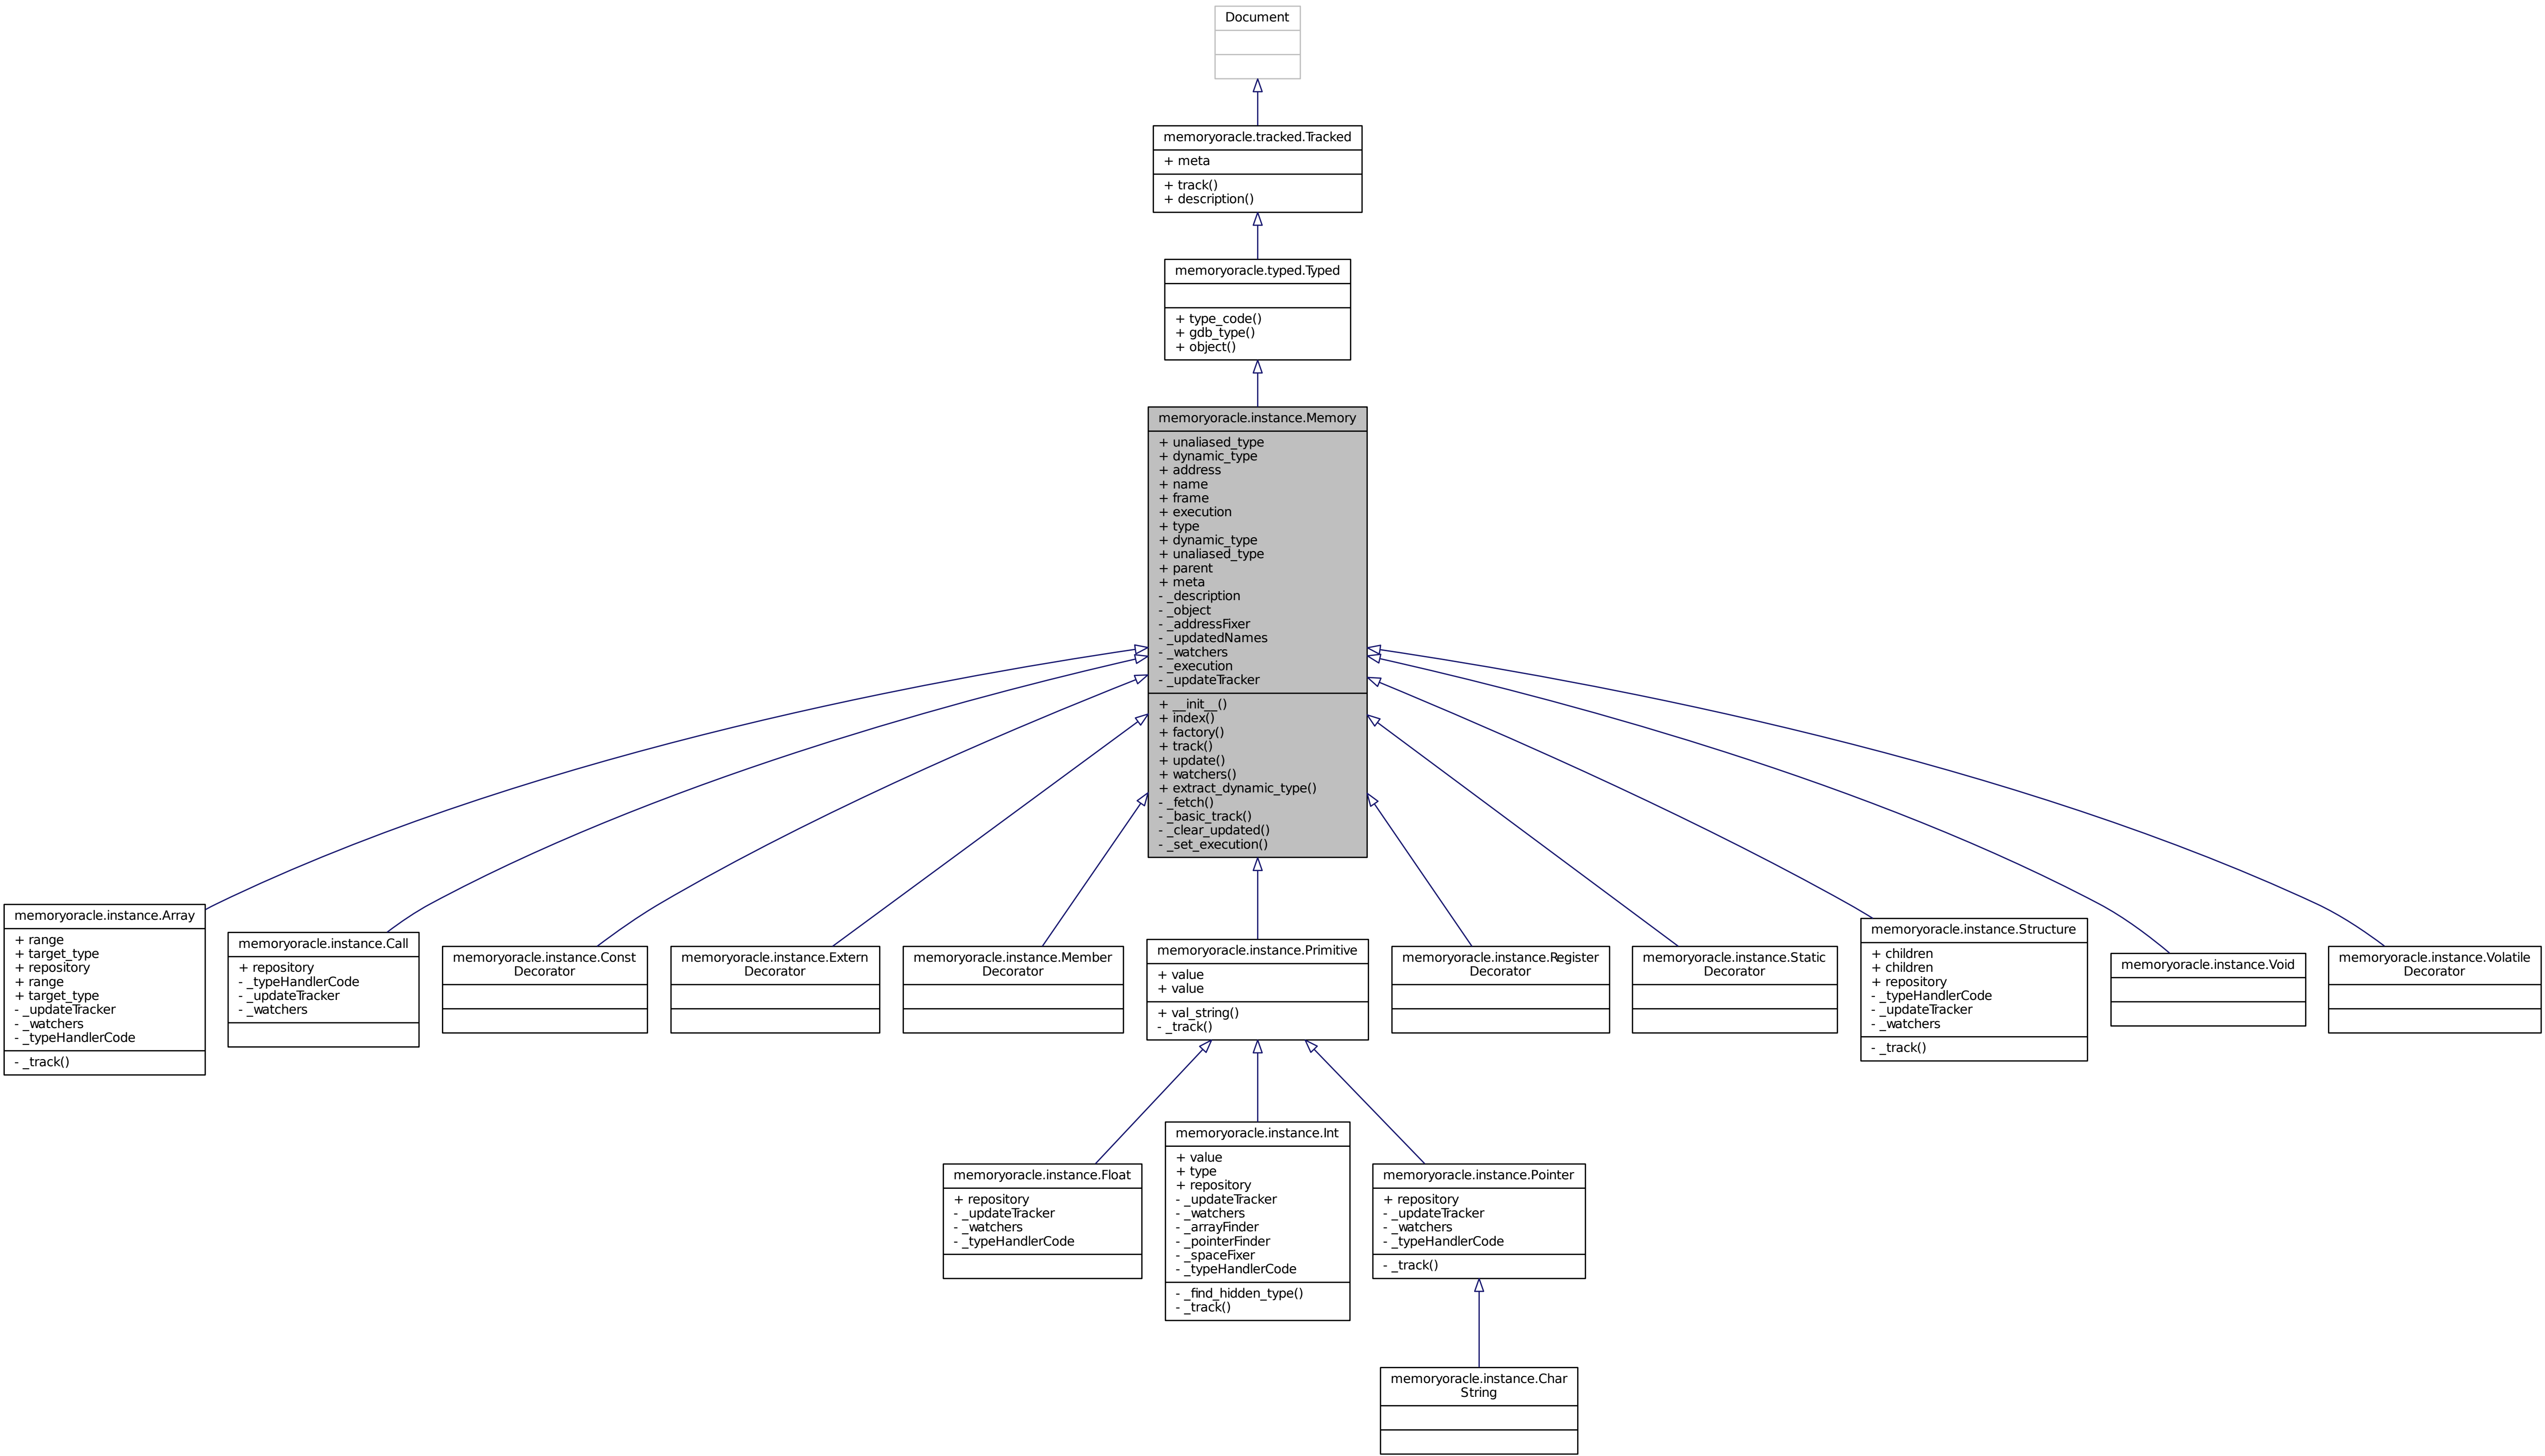 Document
memoryoracle.tracked.Tracked
+ meta
+ track()
+ description()
memoryoracle.typed.Typed
+ type_code()
+ gdb_type()
+ object()
memoryoracle.instance.Memory
+ unaliased_type
+ dynamic_type
+ address
+ name
+ frame
+ execution
+ type
+ dynamic_type
+ unaliased_type
+ parent
+ meta
- _description
- _object
- _addressFixer
- _updatedNames
- _watchers
- _execution
- _updateTracker
+ __init__()
+ index()
+ factory()
+ track()
+ update()
+ watchers()
+ extract_dynamic_type()
- _fetch()
- _basic_track()
- _clear_updated()
- _set_execution()
memoryoracle.instance.Array
+ range
+ target_type
+ repository
+ range
+ target_type
- _updateTracker
- _watchers
- _typeHandlerCode
- _track()
memoryoracle.instance.Call
+ repository
- _typeHandlerCode
- _updateTracker
- _watchers
memoryoracle.instance.Const
Decorator
memoryoracle.instance.Extern
Decorator
memoryoracle.instance.Member
Decorator
memoryoracle.instance.Primitive
+ value
+ value
+ val_string()
- _track()
memoryoracle.instance.Register
Decorator
memoryoracle.instance.Static
Decorator
memoryoracle.instance.Structure
+ children
+ children
+ repository
- _typeHandlerCode
- _updateTracker
- _watchers
- _track()
memoryoracle.instance.Void
memoryoracle.instance.Volatile
Decorator
memoryoracle.instance.Float
+ repository
- _updateTracker
- _watchers
- _typeHandlerCode
memoryoracle.instance.Int
+ value
+ type
+ repository
- _updateTracker
- _watchers
- _arrayFinder
- _pointerFinder
- _spaceFixer
- _typeHandlerCode
- _find_hidden_type()
- _track()
memoryoracle.instance.Pointer
+ repository
- _updateTracker
- _watchers
- _typeHandlerCode
- _track()
memoryoracle.instance.Char
String